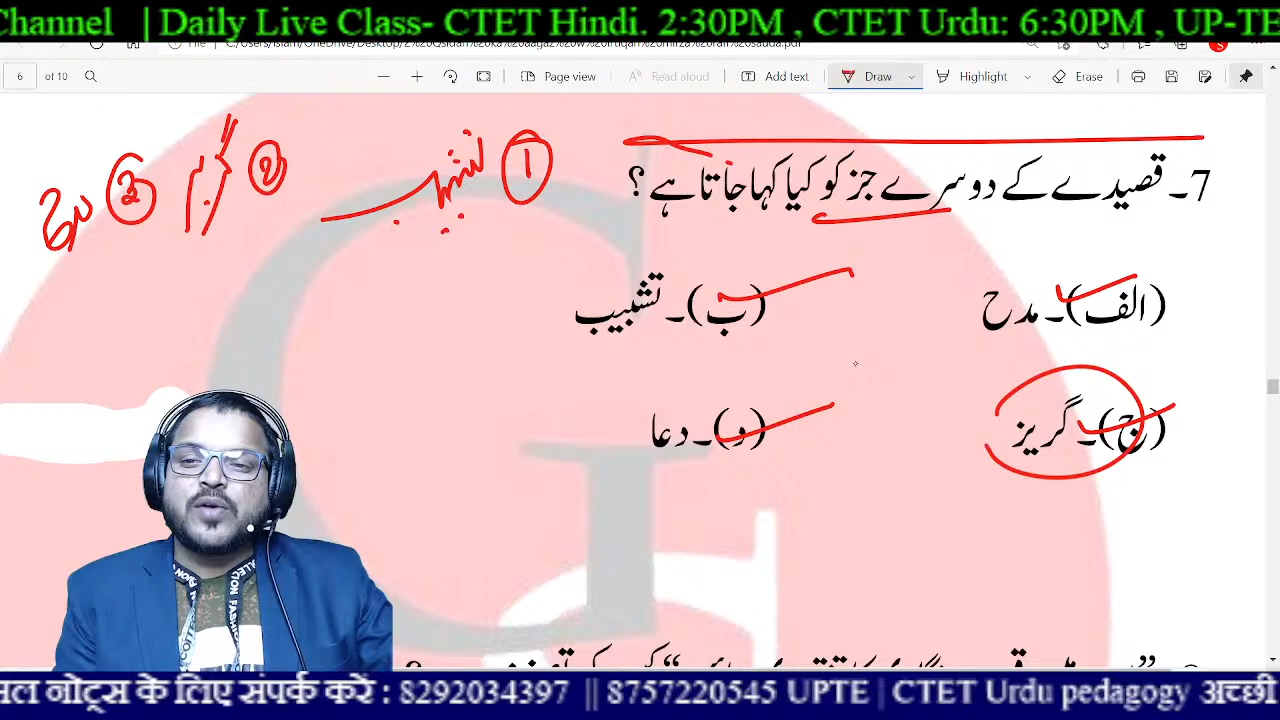 Channel | Daily Live Class- CTET Hindi. 2:30PM , CTET Urdu: 6:30PM , UP-TE
6 of 10
Page view
Read aloud
Add text
Draw
Highlight
Erase
① تشبیب ② گریز ③ مدح
7۔ قصیدے کے دوسرے جز کو کیا کہا جاتا ہے ؟
(الف)۔ مدح
(ب)۔ تشبیب
(ج)۔ گریز
(د)۔ دعا
नोट्स के लिए संपर्क करें : 8292034397 || 8757220545 UPTE | CTET Urdu pedagogy अच्छी